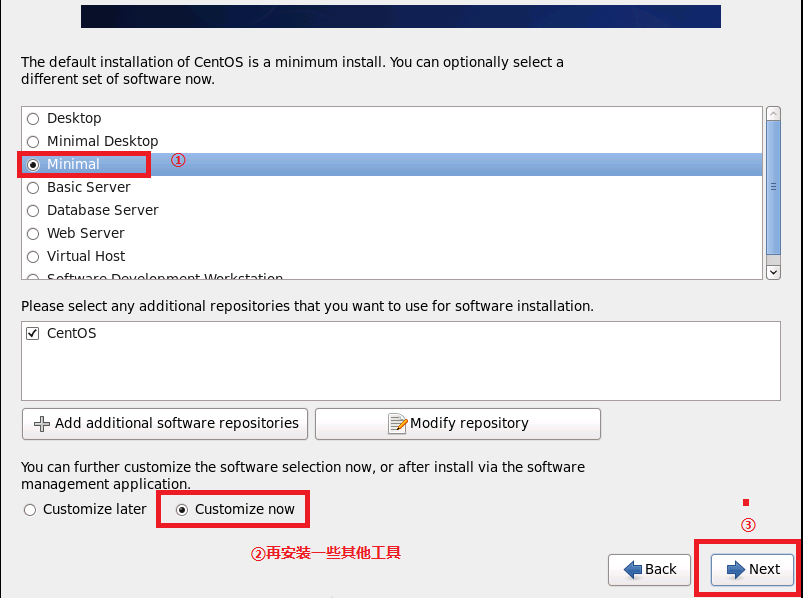 The default installation of CentOS is a minimum install. You can optionally select a
different set of software now.
Desktop
Minimal Desktop
Minimal
①
Basic Server
Database Server
Web Server
Virtual Host
Software Development Workstation
Please select any additional repositories that you want to use for software installation.
CentOS
Add additional software repositories
Modify repository
You can further customize the software selection now, or after install via the software
management application.
Customize later
Customize now
③
②再安装一些其他工具
Back
Next